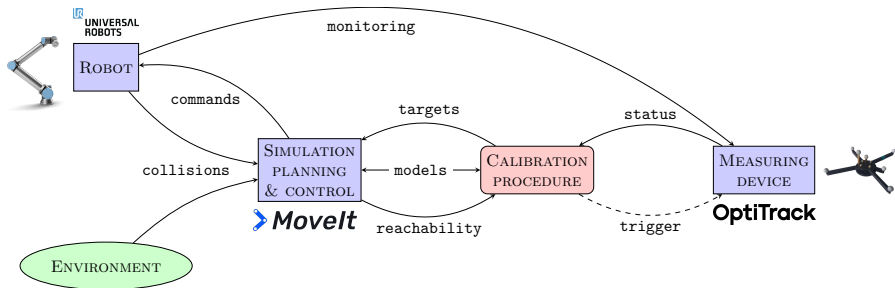 UR
UNIVERSAL
ROBOTS
monitoring
ROBOT
commands
targets
status
SIMULATION
PLANNING
& CONTROL
models
CALIBRATION
PROCEDURE
MEASURING
DEVICE
collisions
MoveIt
OptiTrack
reachability
trigger
ENVIRONMENT